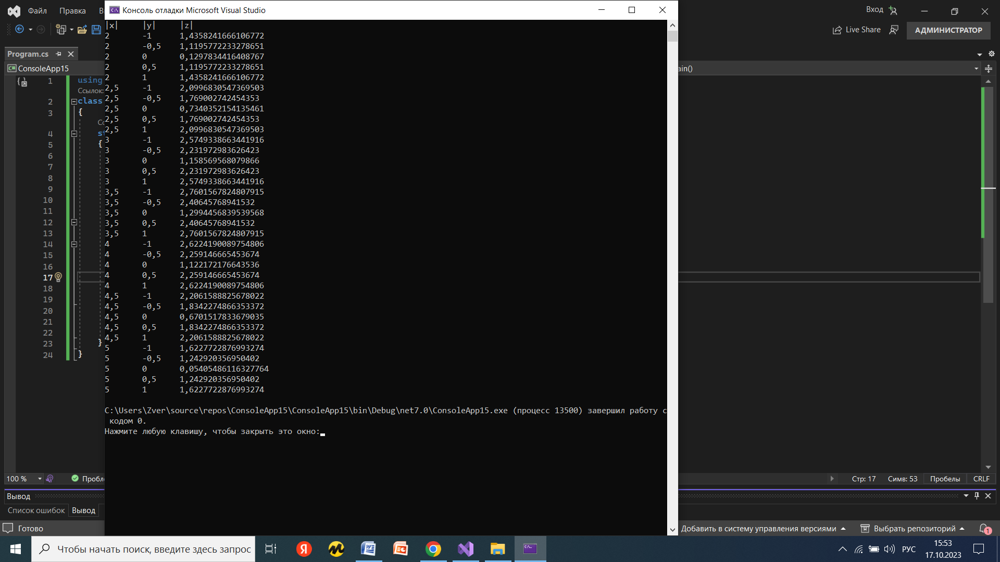 Файл
Правка
Консоль отладки Microsoft Visual Studio
Вход
Live Share
АДМИНИСТРАТОР
Program.cs
ConsoleApp15
ain()
1 using
Ссылок:
2 class
3 {
4 st
5 {
6
7
8
9
10
11
12
13
14
15
16
17
18
19
20
21
22
23 }
24 }
|x| |y| |z|
2 -1 1,4358241666106772
2 -0,5 1,1195772233278651
2 0 0,1297834416408767
2 0,5 1,1195772233278651
2 1 1,4358241666106772
2,5 -1 2,0996830547369503
2,5 -0,5 1,769002742454353
2,5 0 0,7340352154135461
2,5 0,5 1,769002742454353
2,5 1 2,0996830547369503
3 -1 2,5749338663441916
3 -0,5 2,231972983626423
3 0 1,158569568079866
3 0,5 2,231972983626423
3 1 2,5749338663441916
3,5 -1 2,7601567824807915
3,5 -0,5 2,40645768941532
3,5 0 1,2994456839539568
3,5 0,5 2,40645768941532
3,5 1 2,7601567824807915
4 -1 2,6224190089754806
4 -0,5 2,259146665453674
4 0 1,122172176643536
4 0,5 2,259146665453674
4 1 2,6224190089754806
4,5 -1 2,2061588825678022
4,5 -0,5 1,8342274866353372
4,5 0 0,6701517833679035
4,5 0,5 1,8342274866353372
4,5 1 2,2061588825678022
5 -1 1,6227722876993274
5 -0,5 1,242920356950402
5 0 0,05405486116327764
5 0,5 1,242920356950402
5 1 1,6227722876993274
C:\Users\Zver\source\repos\ConsoleApp15\ConsoleApp15\bin\Debug\net7.0\ConsoleApp15.exe (процесс 13500) завершил работу с
кодом 0.
Нажмите любую клавишу, чтобы закрыть это окно:
100 %
Пробл
Стр: 17 Симв: 53 Пробелы CRLF
Вывод
Список ошибок Вывод
Готово
Добавить в систему управления версиями
Выбрать репозиторий
1
Чтобы начать поиск, введите здесь запрос
РУС
15:53
17.10.2023